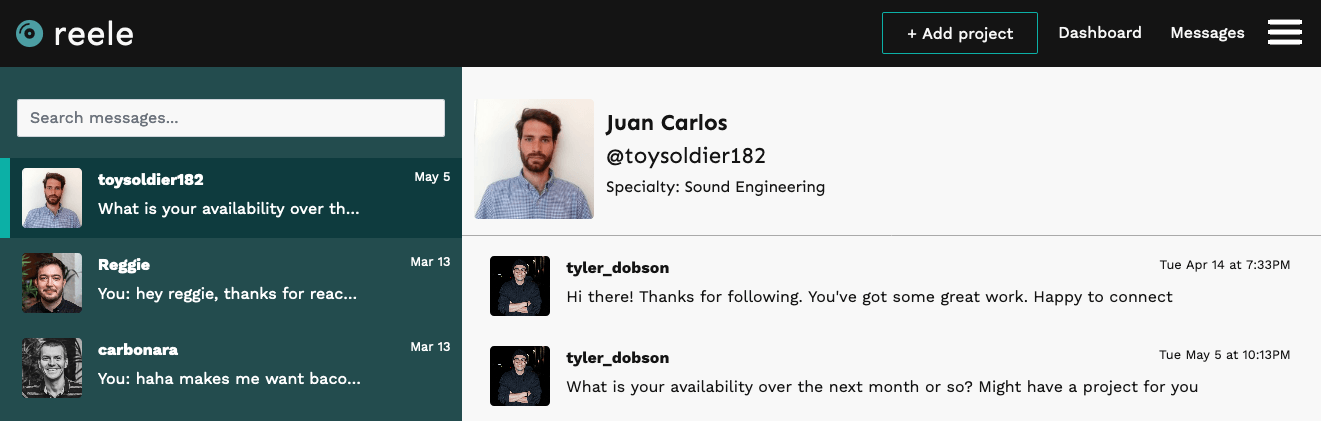 reele
+ Add project
Dashboard
Messages
Search messages...
toysoldier182
May 5
What is your availability over th...
Reggie
Mar 13
You: hey reggie, thanks for reac...
carbonara
Mar 13
You: haha makes me want baco...
Juan Carlos
@toysoldier182
Specialty: Sound Engineering
tyler_dobson
Tue Apr 14 at 7:33PM
Hi there! Thanks for following. You've got some great work. Happy to connect
tyler_dobson
Tue May 5 at 10:13PM
What is your availability over the next month or so? Might have a project for you